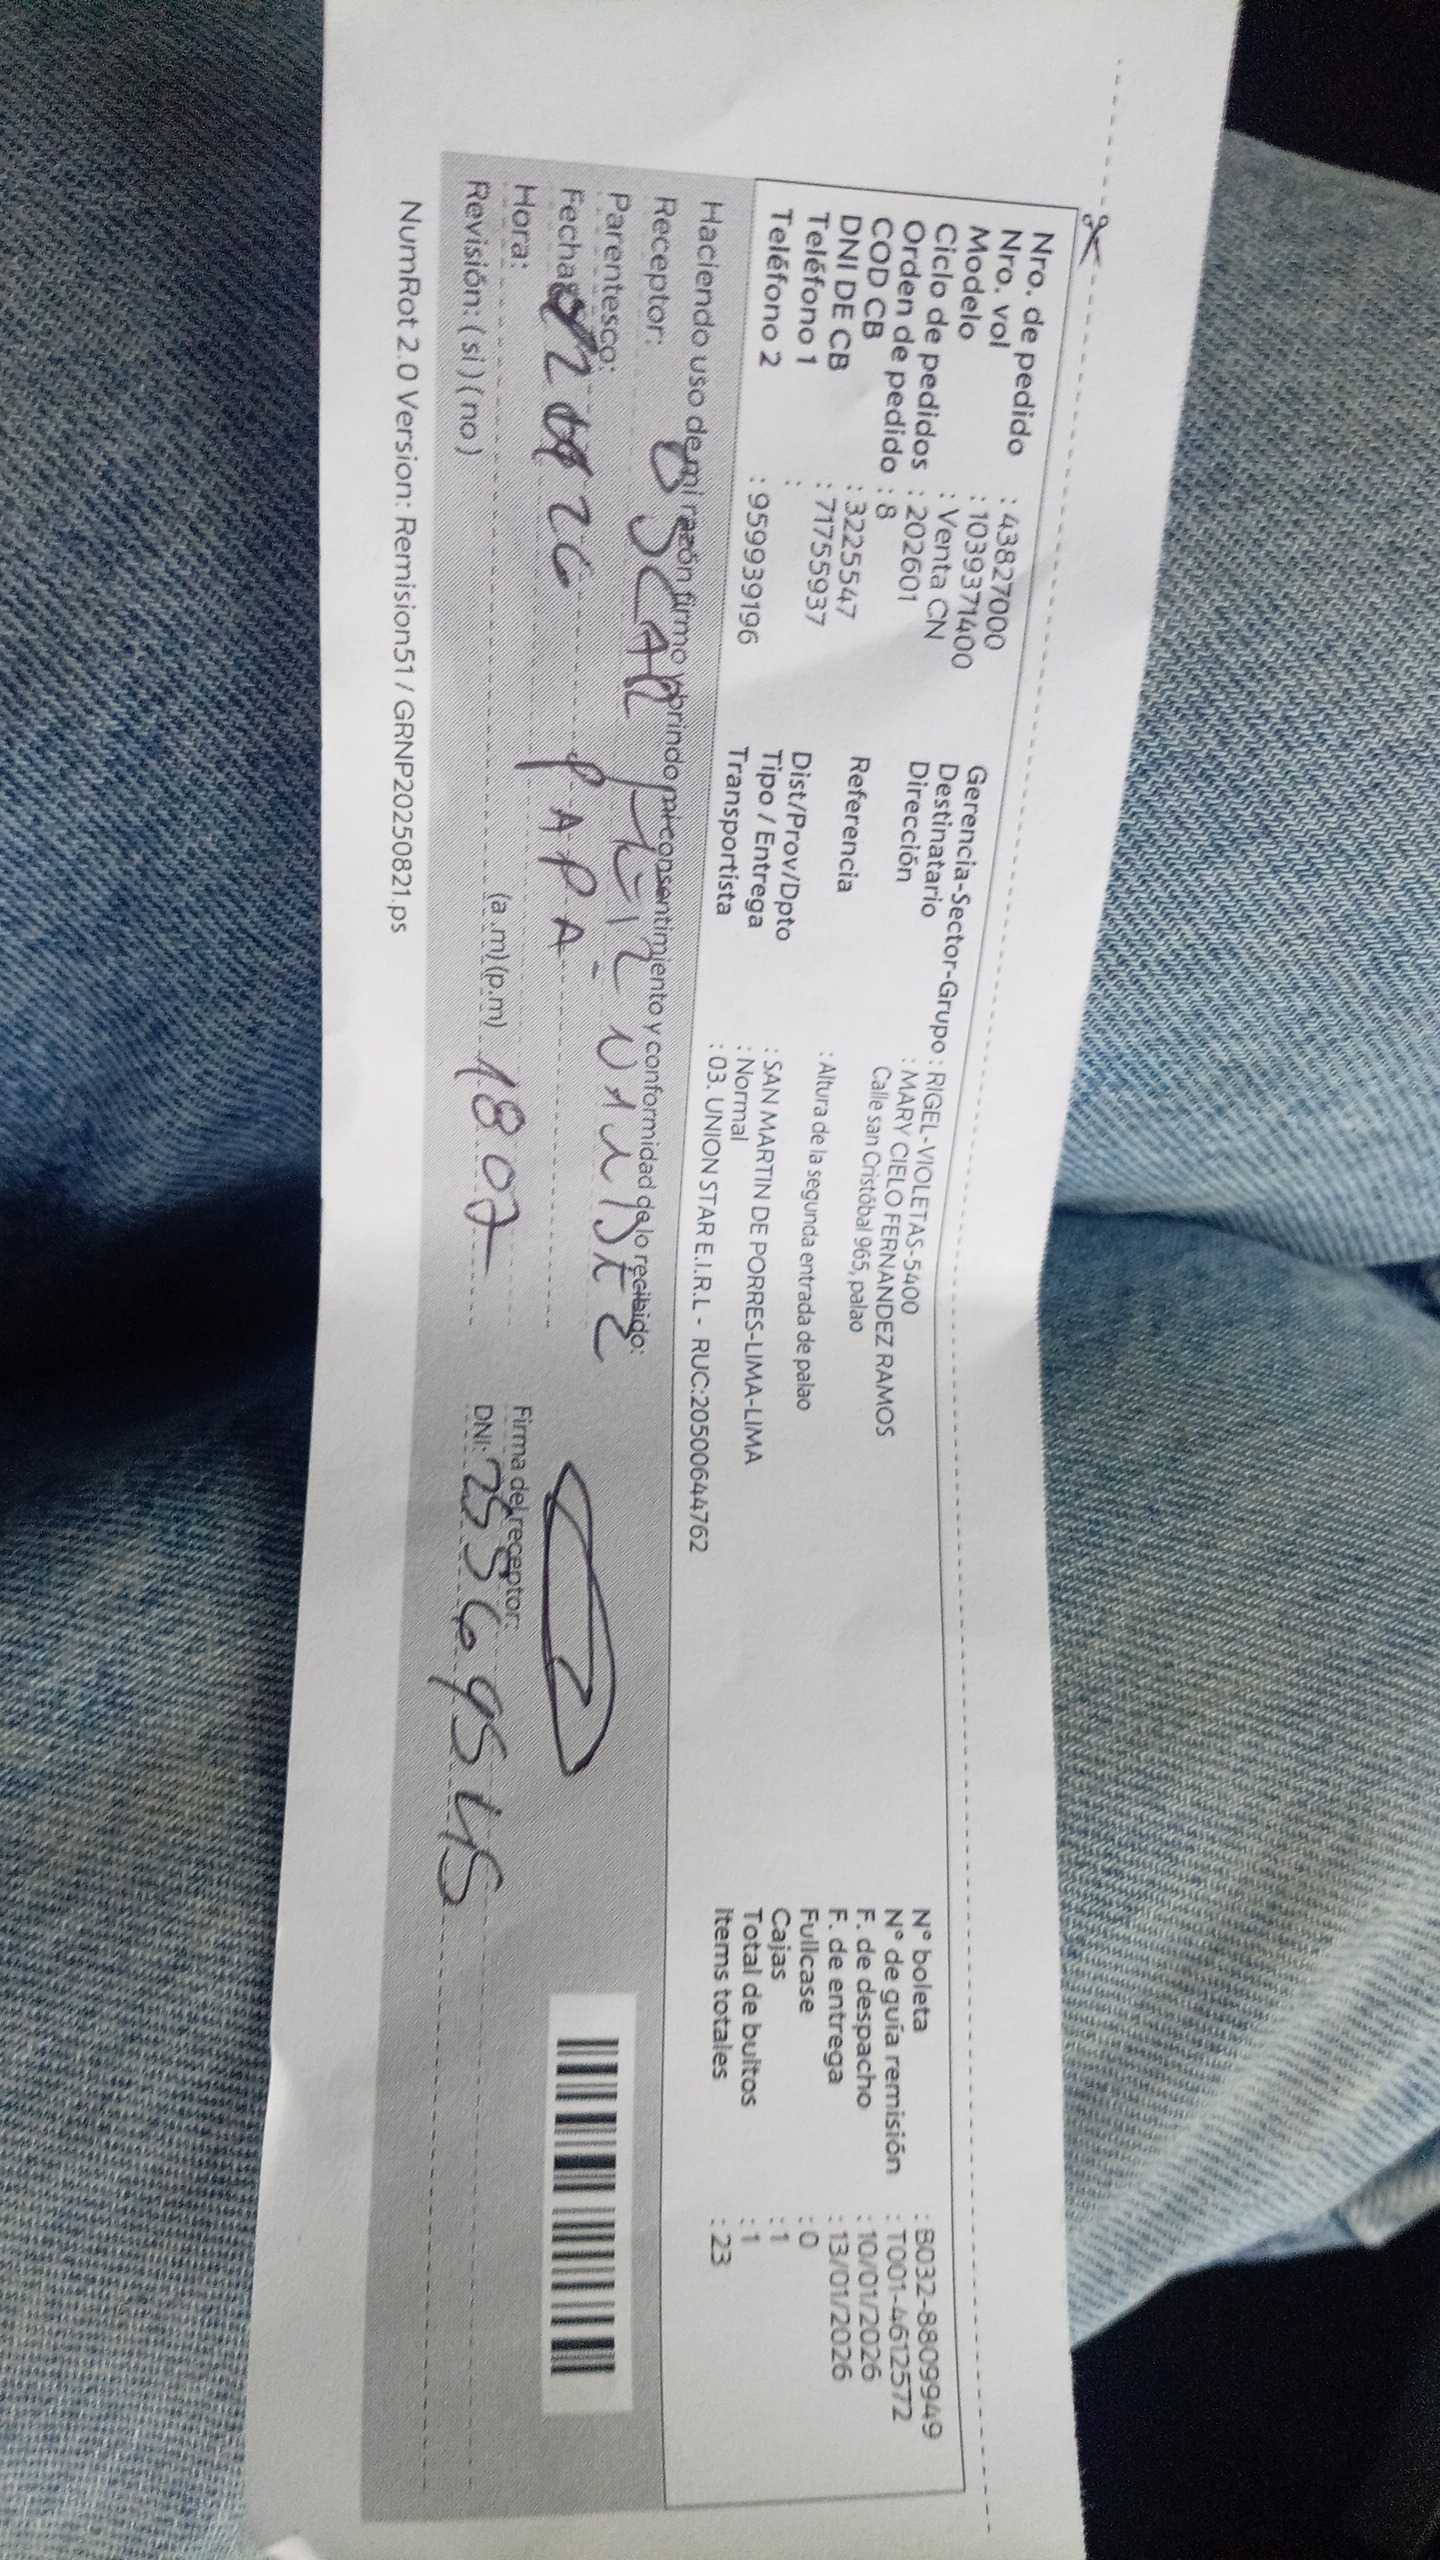 Nro. de pedido : 43827000
Nro. vol : 1039371400
Modelo : Venta CN
Ciclo de pedidos : 202601
Orden de pedido : 8
COD CB : 3225547
DNI DE CB : 71755937
Teléfono 1 :
Teléfono 2 : 959939196
Gerencia-Sector-Grupo : RIGEL-VIOLETAS-5400
Destinatario : MARY CIELO FERNANDEZ RAMOS
Dirección Calle san Cristóbal 965, palao
Referencia : Altura de la segunda entrada de palao
Dist/Prov/Dpto : SAN MARTIN DE PORRES-LIMA-LIMA
Tipo / Entrega : Normal
Transportista : 03. UNION STAR E.I.R.L - RUC:20500644762
N° boleta : B032-8809949
N° de guía remisión : T001-4612572
F. de despacho : 10/01/2026
F. de entrega : 13/01/2026
Fullcase : 0
Cajas : 1
Total de bultos : 1
Items totales : 23
Haciendo uso de mi razón firmo y brindo mi consentimiento y conformidad de lo recibido:
Receptor: OSCAR
Parentesco: PAPA
Fecha: 26
Hora: (a.m)(p.m) 18 07
Revisión: (si) (no)
Firma del receptor:
DNI: 25569545
NumRot 2.0 Version: Remision51 / GRNP20250821.ps